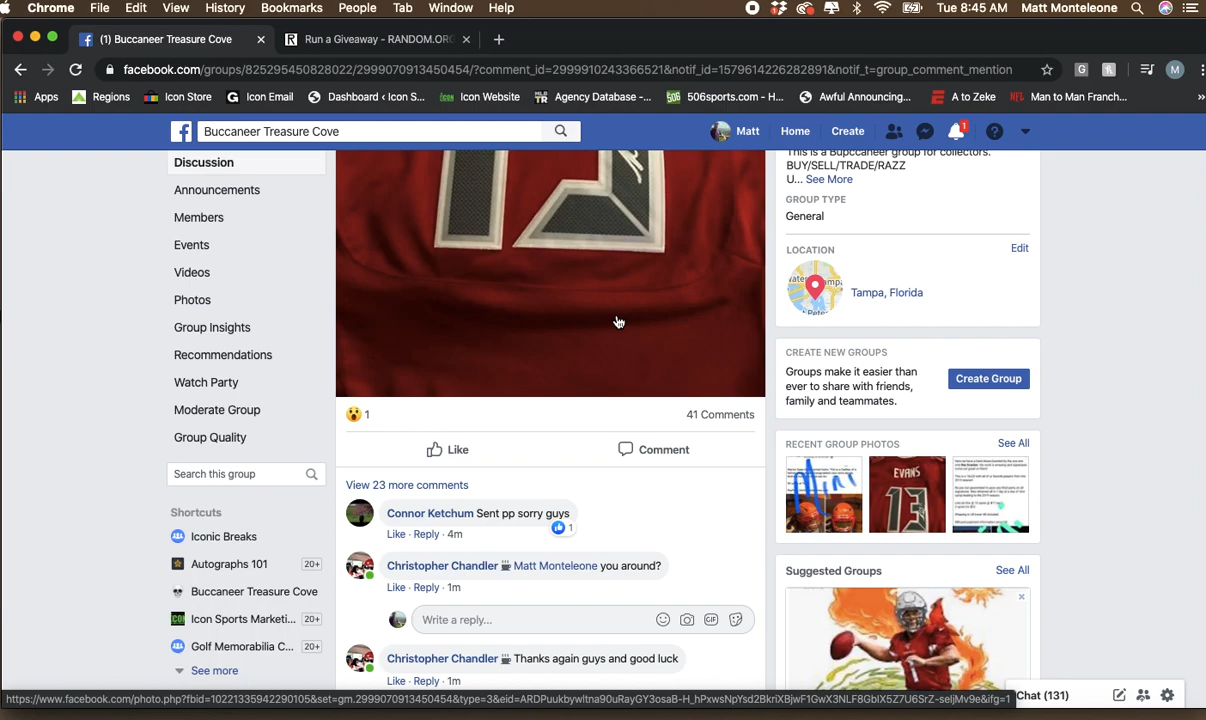 Chrome File Edit View History Bookmarks People Tab Window Help Tue 8:45 AM Matt Monteleone
(1) Buccaneer Treasure Cove Run a Giveaway - RANDOM.OR
facebook.com/groups/825295450828022/2999070913450454/?comment_id=2999910243366521&notif_id=1579614226282891&notif_t=group_comment_mention
Apps Regions Icon Store Icon Email Dashboard ‹ Icon S... Icon Website Agency Database -... 506sports.com - H... Awful Announcing... A to Zeke Man to Man Franch... »
Buccaneer Treasure Cove Matt Home Create 1
Discussion
Announcements
Members
Events
Videos
Photos
Group Insights
Recommendations
Watch Party
Moderate Group
Group Quality
Search this group
Shortcuts
Iconic Breaks
Autographs 101 20+
Buccaneer Treasure Cove
Icon Sports Marketi... 20+
Golf Memorabilia C... 20+
See more
13
1 41 Comments
Like Comment
View 23 more comments
Connor Ketchum Sent pp sorry guys
1
Like · Reply · 4m
Christopher Chandler Matt Monteleone you around?
Like · Reply · 1m
Write a reply...
GIF
Christopher Chandler Thanks again guys and good luck
Like · Reply · 1m
This is a Bupccaneer group for collectors.
BUY/SELL/TRADE/RAZZ
U... See More
GROUP TYPE
General
LOCATION Edit
Tampa, Florida
CREATE NEW GROUPS
Groups make it easier than
ever to share with friends,
family and teammates.
Create Group
RECENT GROUP PHOTOS See All
Mini
EVANS
13
Suggested Groups See All
Chat (131)